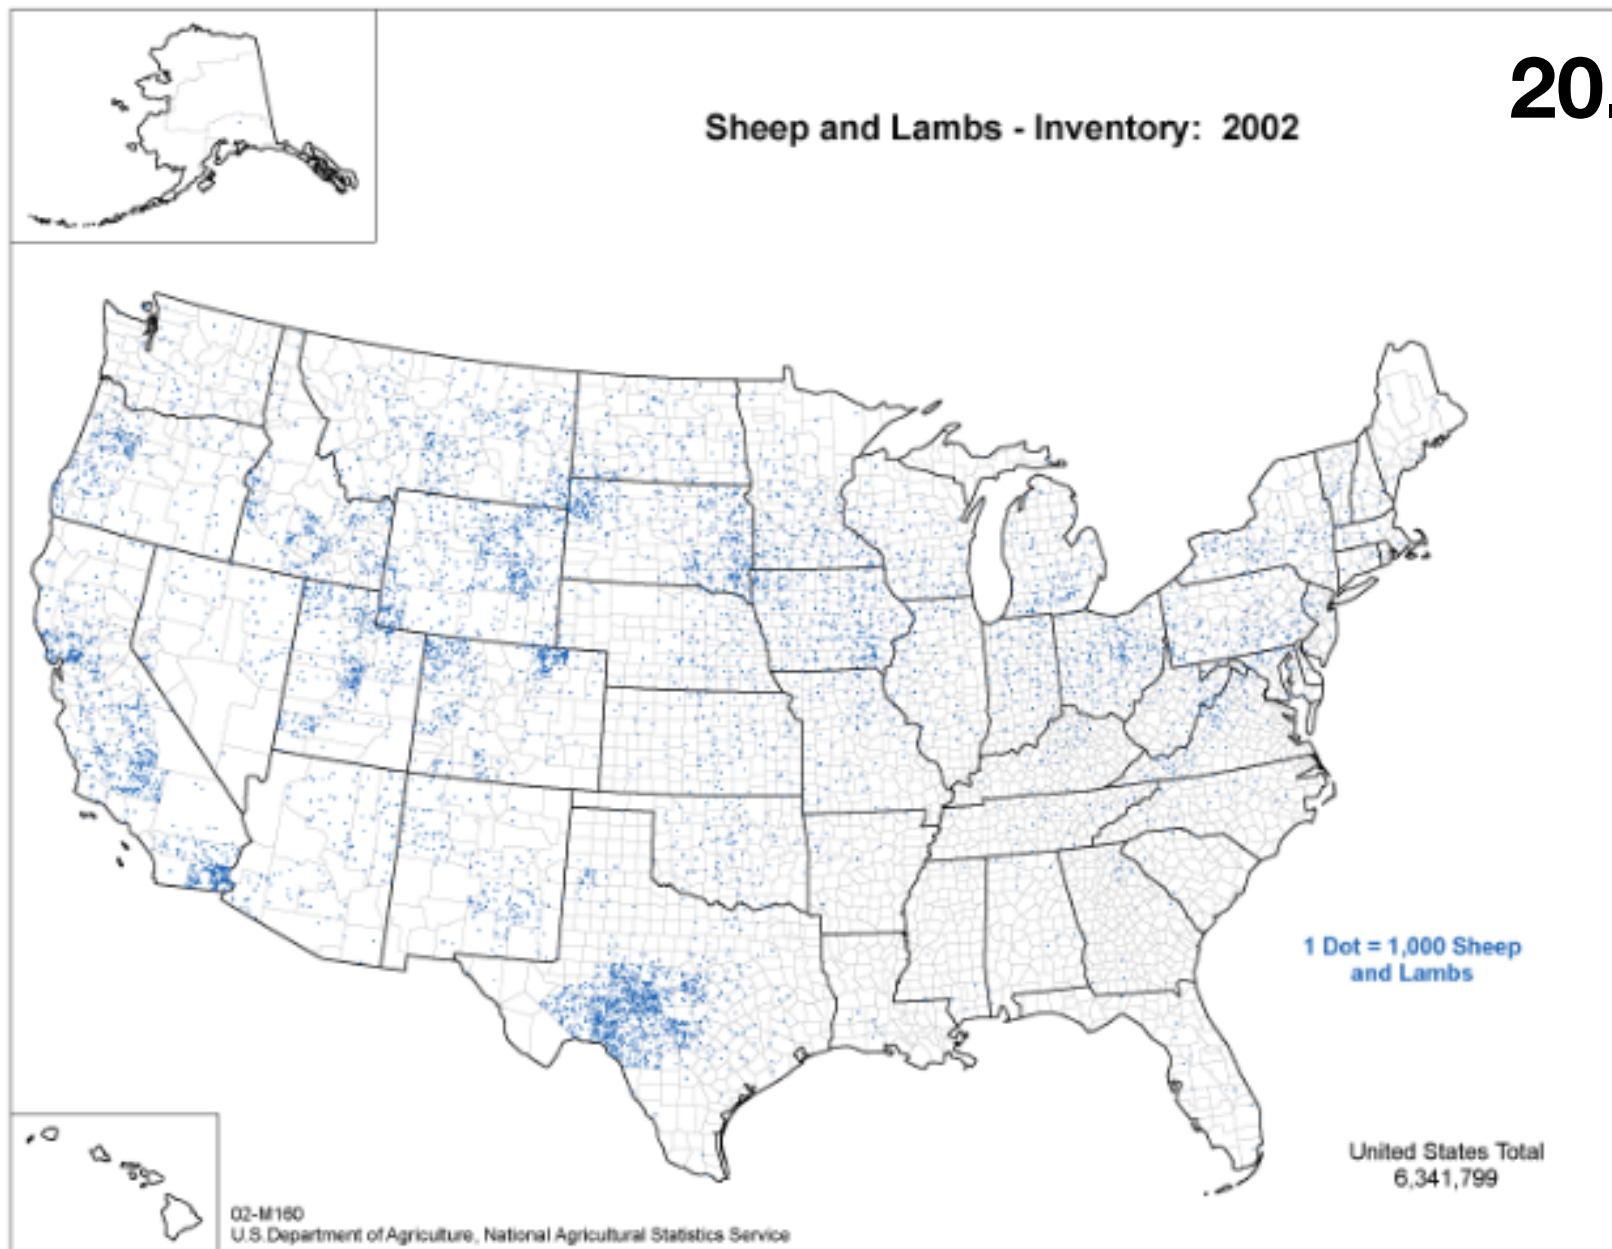 20.
Sheep and Lambs - Inventory: 2002
1 Dot = 1,000 Sheep
and Lambs
United States Total
6,341,799
02-M160
U.S.Department of Agriculture, National Agricultural Statistics Service